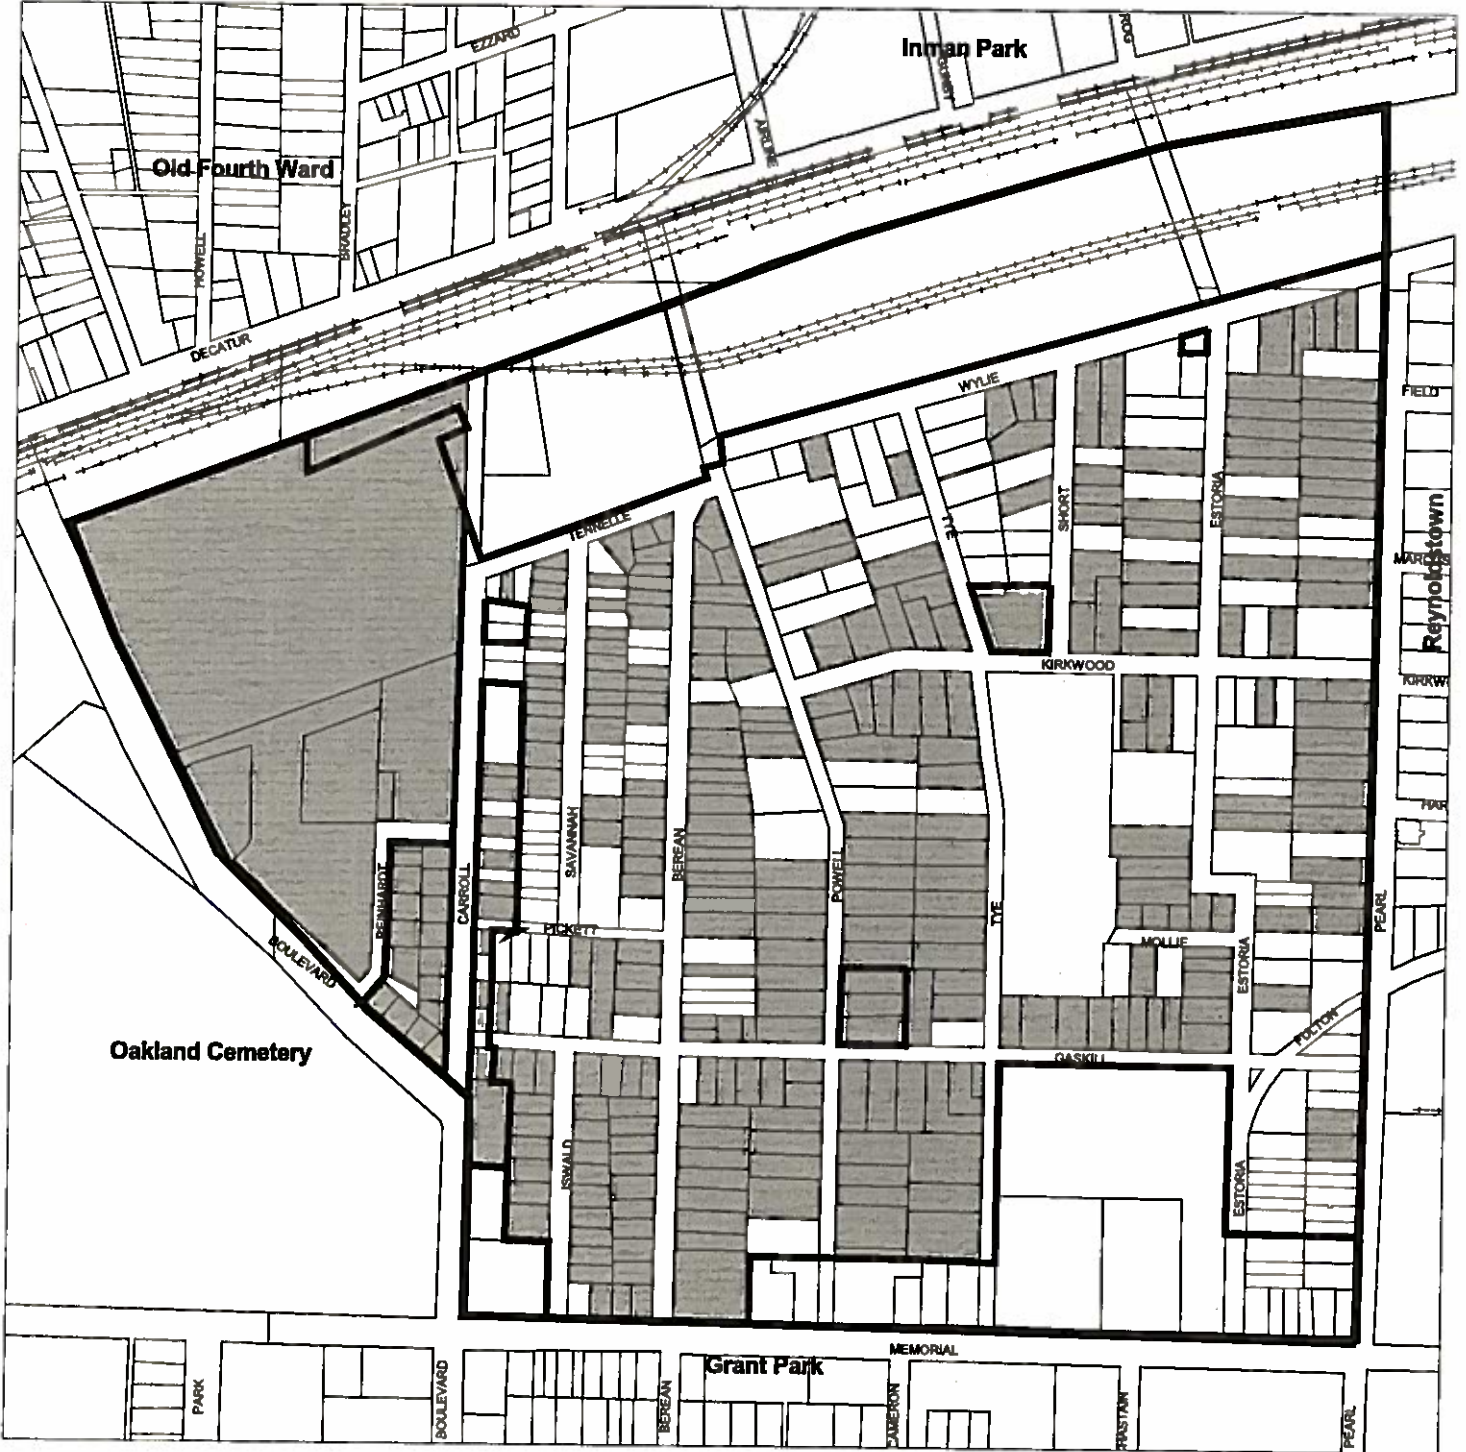 EZZARD
Inman Park
AIRLINE
Old Fourth Ward
HOWELL
BRADLEY
DECATUR
WYLIE
FIELD
TENNELLE
TYE
SHORT
ESTORIA
Reynoldstown
KIRKWOOD
SAVANNAH
BEREAN
POWELL
CARROLL
REINHARDT
TYE
PEARL
PICKETT
MOLLIE
ESTORIA
BOULEVARD
FULTON
Oakland Cemetery
GASKILL
ISWALD
ESTORIA
MEMORIAL
Grant Park
PARK
BOULEVARD
BEREAN
CAMERON
PEARL